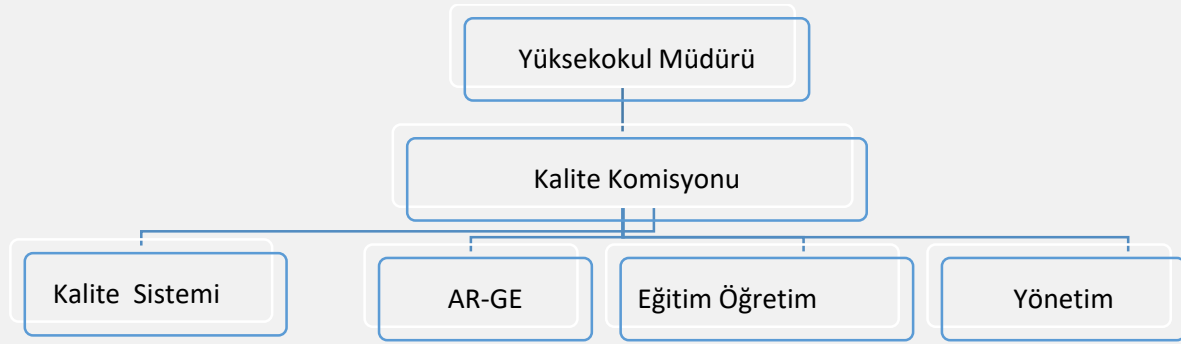 Yüksekokul Müdürü
Kalite Komisyonu
Kalite Sistemi
AR-GE
Eğitim Öğretim
Yönetim